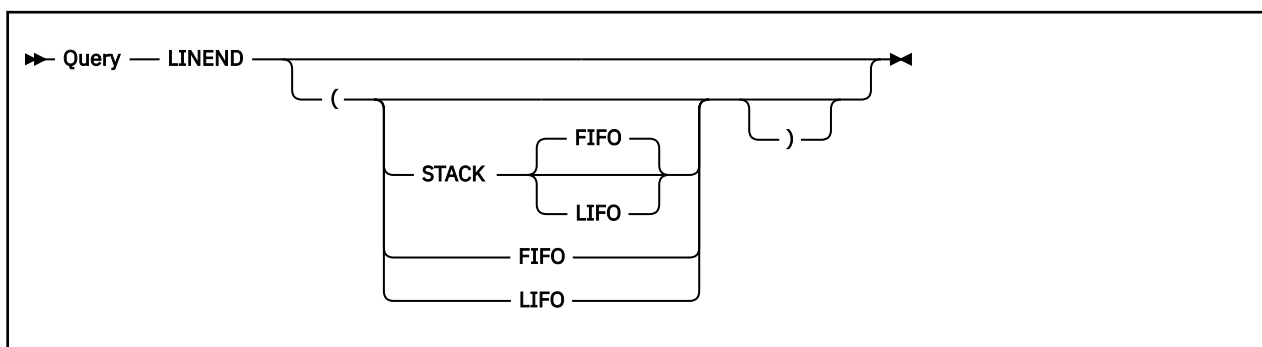 Query LINEND
(
)
FIFO
STACK
LIFO
FIFO
LIFO